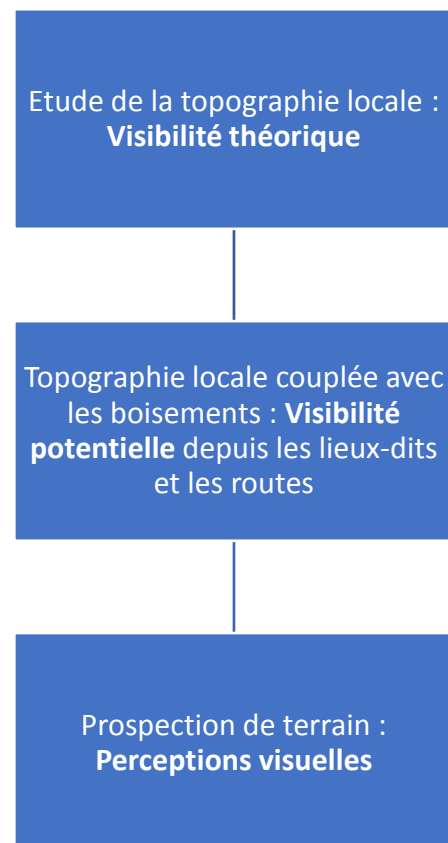 Etude de la topographie locale :
Visibilité théorique
Topographie locale couplée avec
les boisements : Visibilité
potentielle depuis les lieux-dits
et les routes
Prospection de terrain :
Perceptions visuelles